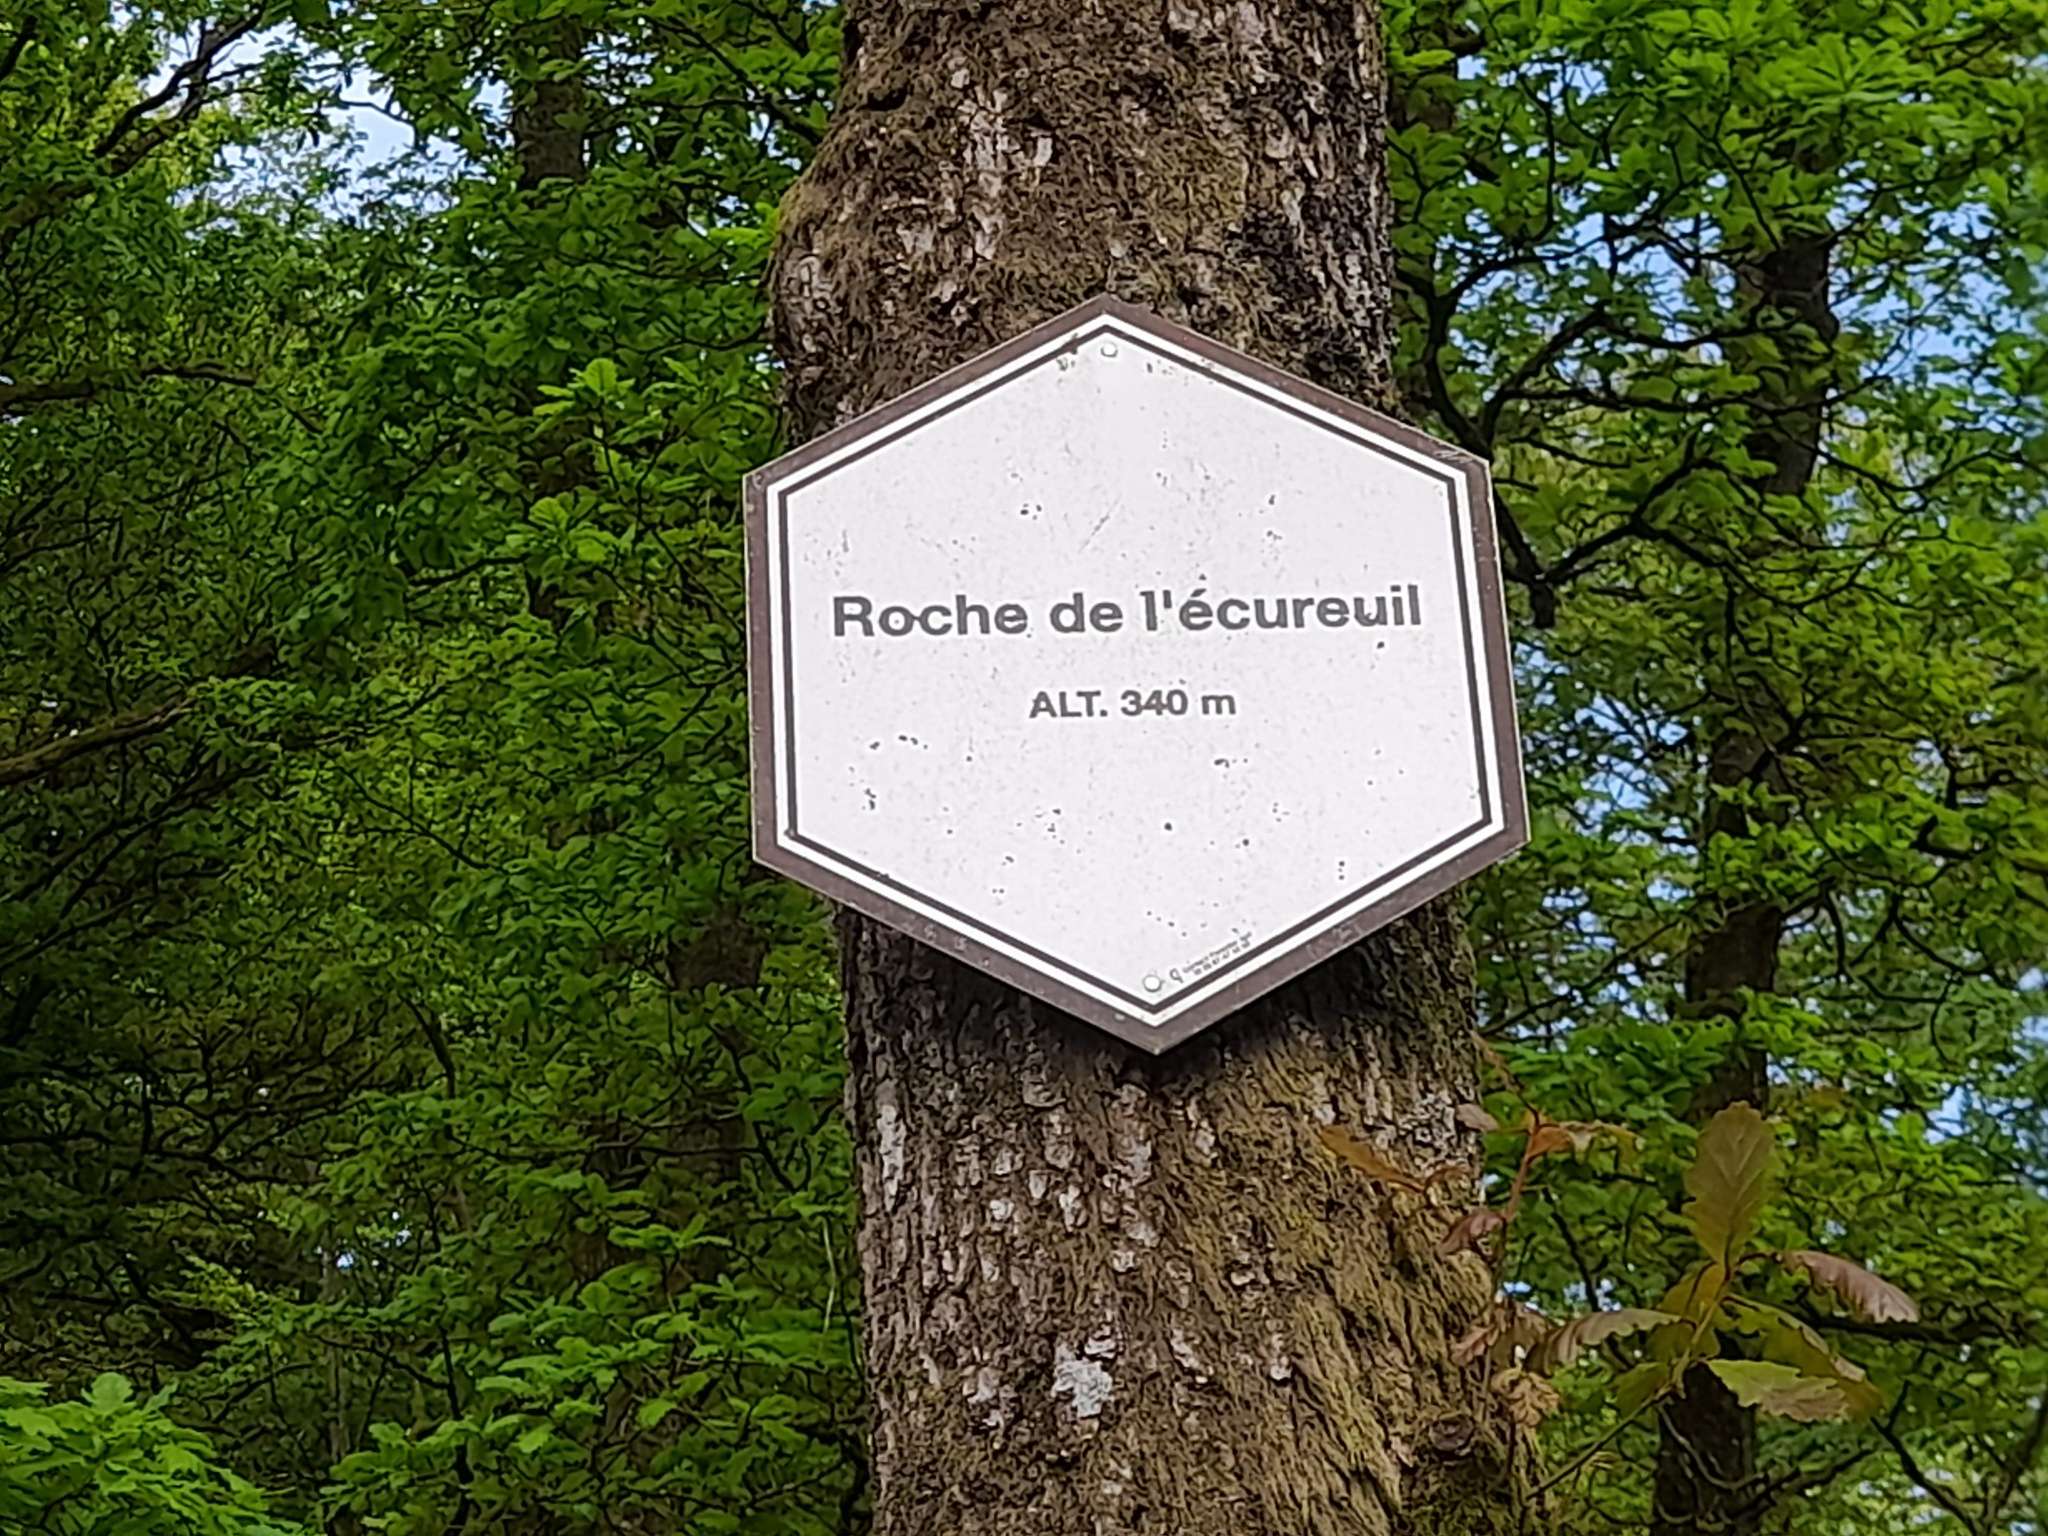 Roche de l'écureuil
ALT. 340 m